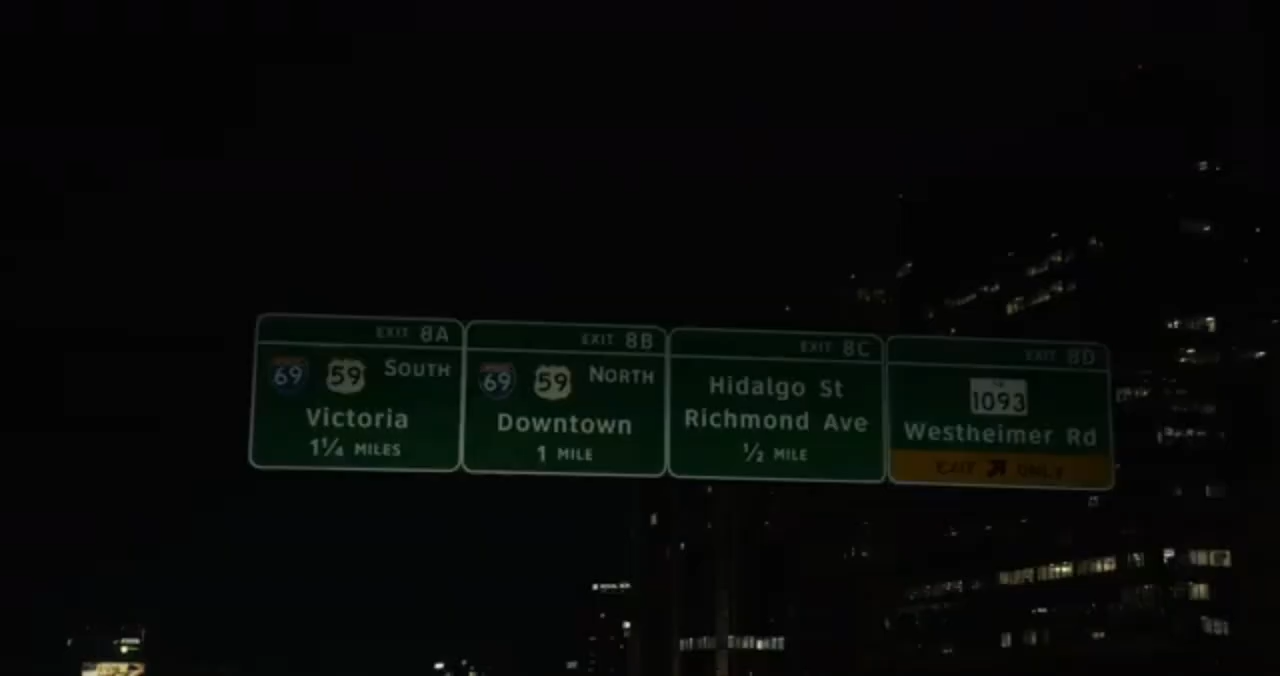 EXIT 8A
69 59 SOUTH
Victoria
1¼ MILES
EXIT 8B
69 59 NORTH
Downtown
1 MILE
EXIT 8C
Hidalgo St
Richmond Ave
½ MILE
EXIT 8D
1093
Westheimer Rd
EXIT ONLY